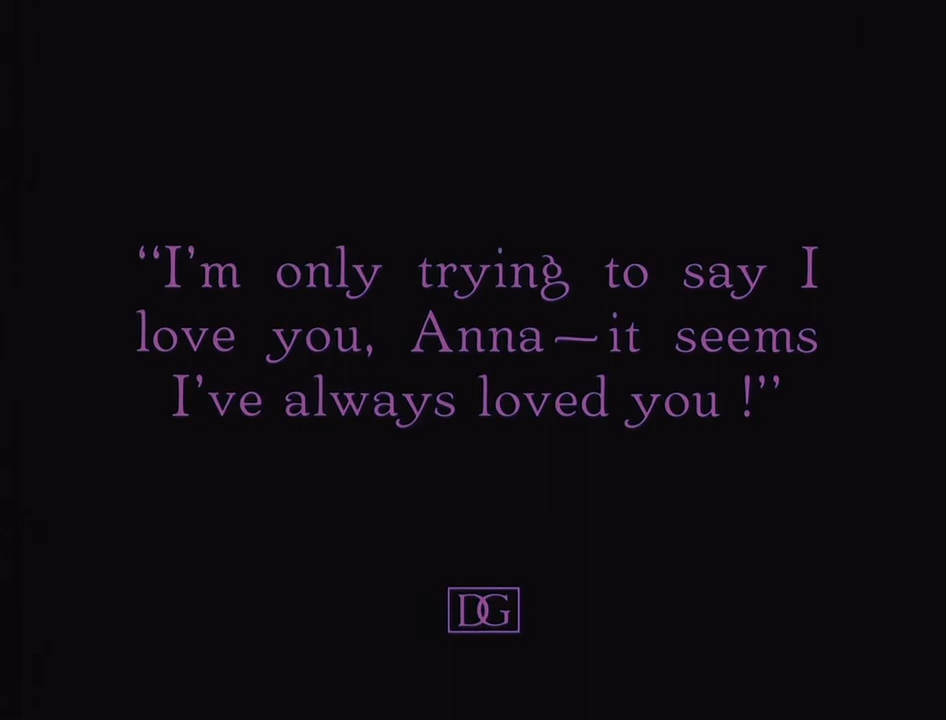 “I’m only trying to say I
love you, Anna—it seems
I’ve always loved you !”
DG